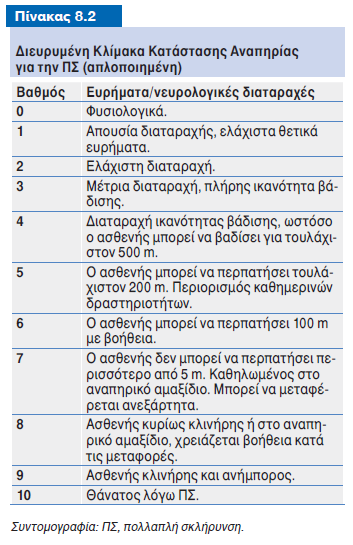 Πίνακας 8.2
Διευρυμένη Κλίμακα Κατάστασης Αναπηρίας
για την ΠΣ (απλοποιημένη)
Βαθμός Ευρήματα/νευρολογικές διαταραχές
0 Φυσιολογικά.
1 Απουσία διαταραχής, ελάχιστα θετικά
ευρήματα.
2 Ελάχιστη διαταραχή.
3 Μέτρια διαταραχή, πλήρης ικανότητα βά-
δισης.
4 Διαταραχή ικανότητας βάδισης, ωστόσο
ο ασθενής μπορεί να βαδίσει για τουλάχι-
στον 500 m.
5 Ο ασθενής μπορεί να περπατήσει τουλά-
χιστον 200 m. Περιορισμός καθημερινών
δραστηριοτήτων.
6 Ο ασθενής μπορεί να περπατήσει 100 m
με βοήθεια.
7 Ο ασθενής δεν μπορεί να περπατήσει πε-
ρισσότερο από 5 m. Καθηλωμένος στο
αναπηρικό αμαξίδιο. Μπορεί να μεταφέ-
ρεται ανεξάρτητα.
8 Ασθενής κυρίως κλινήρης ή στο αναπη-
ρικό αμαξίδιο, χρειάζεται βοήθεια κατά
τις μεταφορές.
9 Ασθενής κλινήρης και ανήμπορος.
10 Θάνατος λόγω ΠΣ.
Συντομογραφία: ΠΣ, πολλαπλή σκλήρυνση.